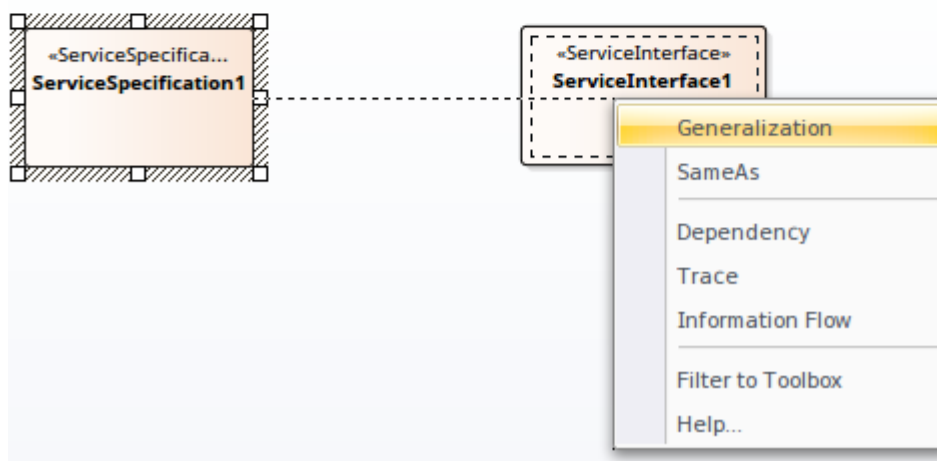 «ServiceSpecifica...
ServiceSpecification1
«ServiceInterface»
ServiceInterface1
Generalization
SameAs
Dependency
Trace
Information Flow
Filter to Toolbox
Help...